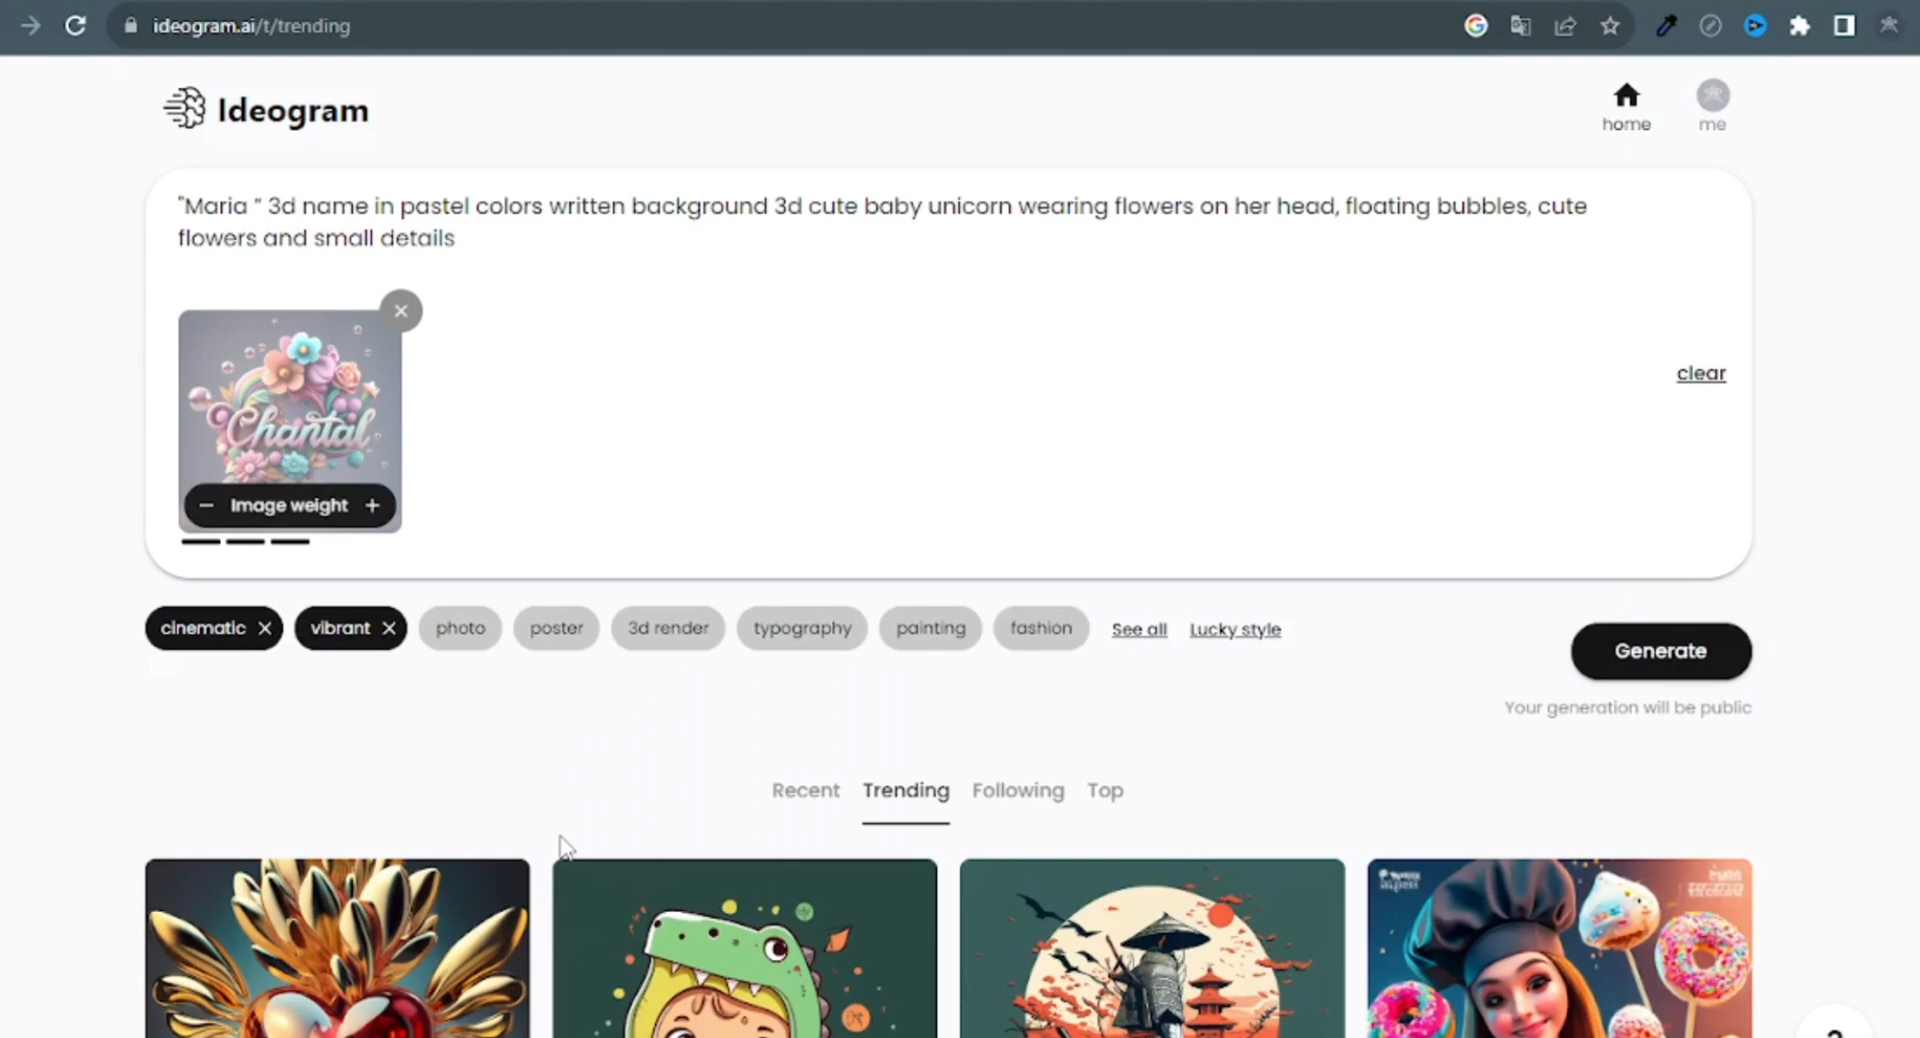 ideogram.ai/t/trending
Ideogram
home
me
"Maria " 3d name in pastel colors written background 3d cute baby unicorn wearing flowers on her head, floating bubbles, cute
flowers and small details
Chantal
clear
Image weight
cinematic
vibrant
photo
poster
3d render
typography
painting
fashion
See all
Lucky style
Generate
Your generation will be public
Recent
Trending
Following
Top